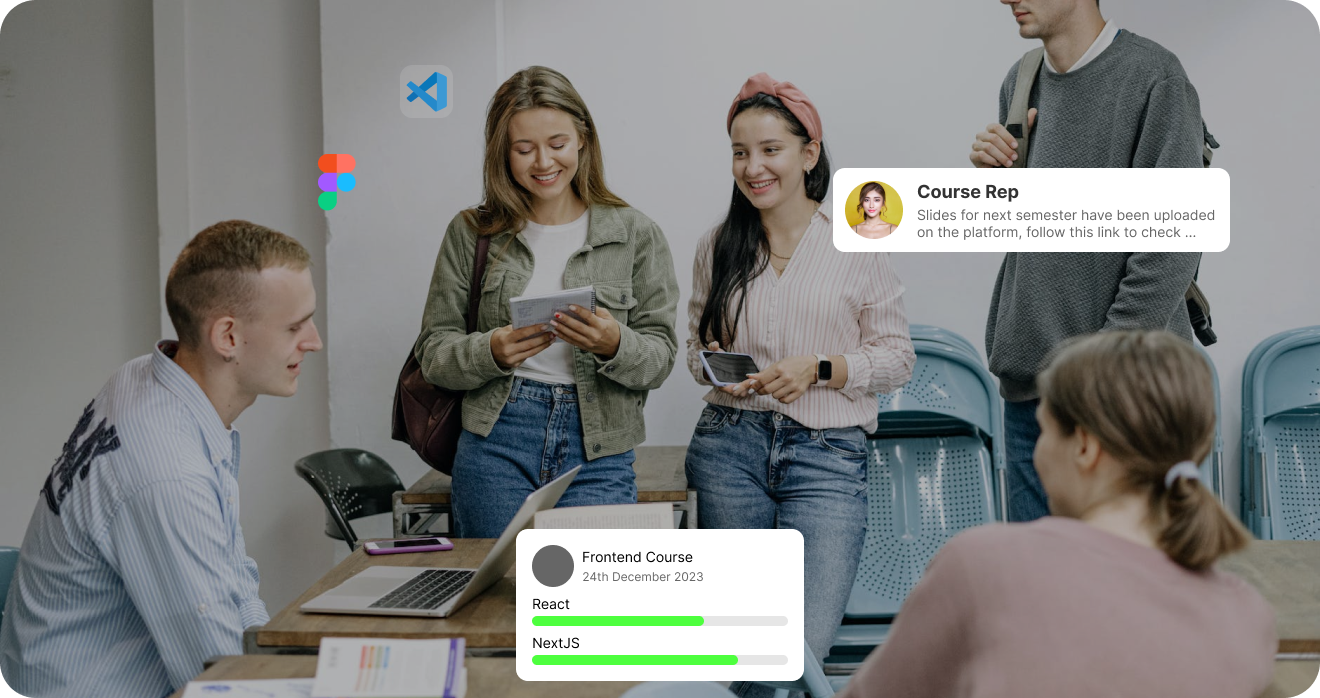 Course Rep
Slides for next semester have been uploaded
on the platform, follow this link to check ...
Frontend Course
24th December 2023
React
NextJS